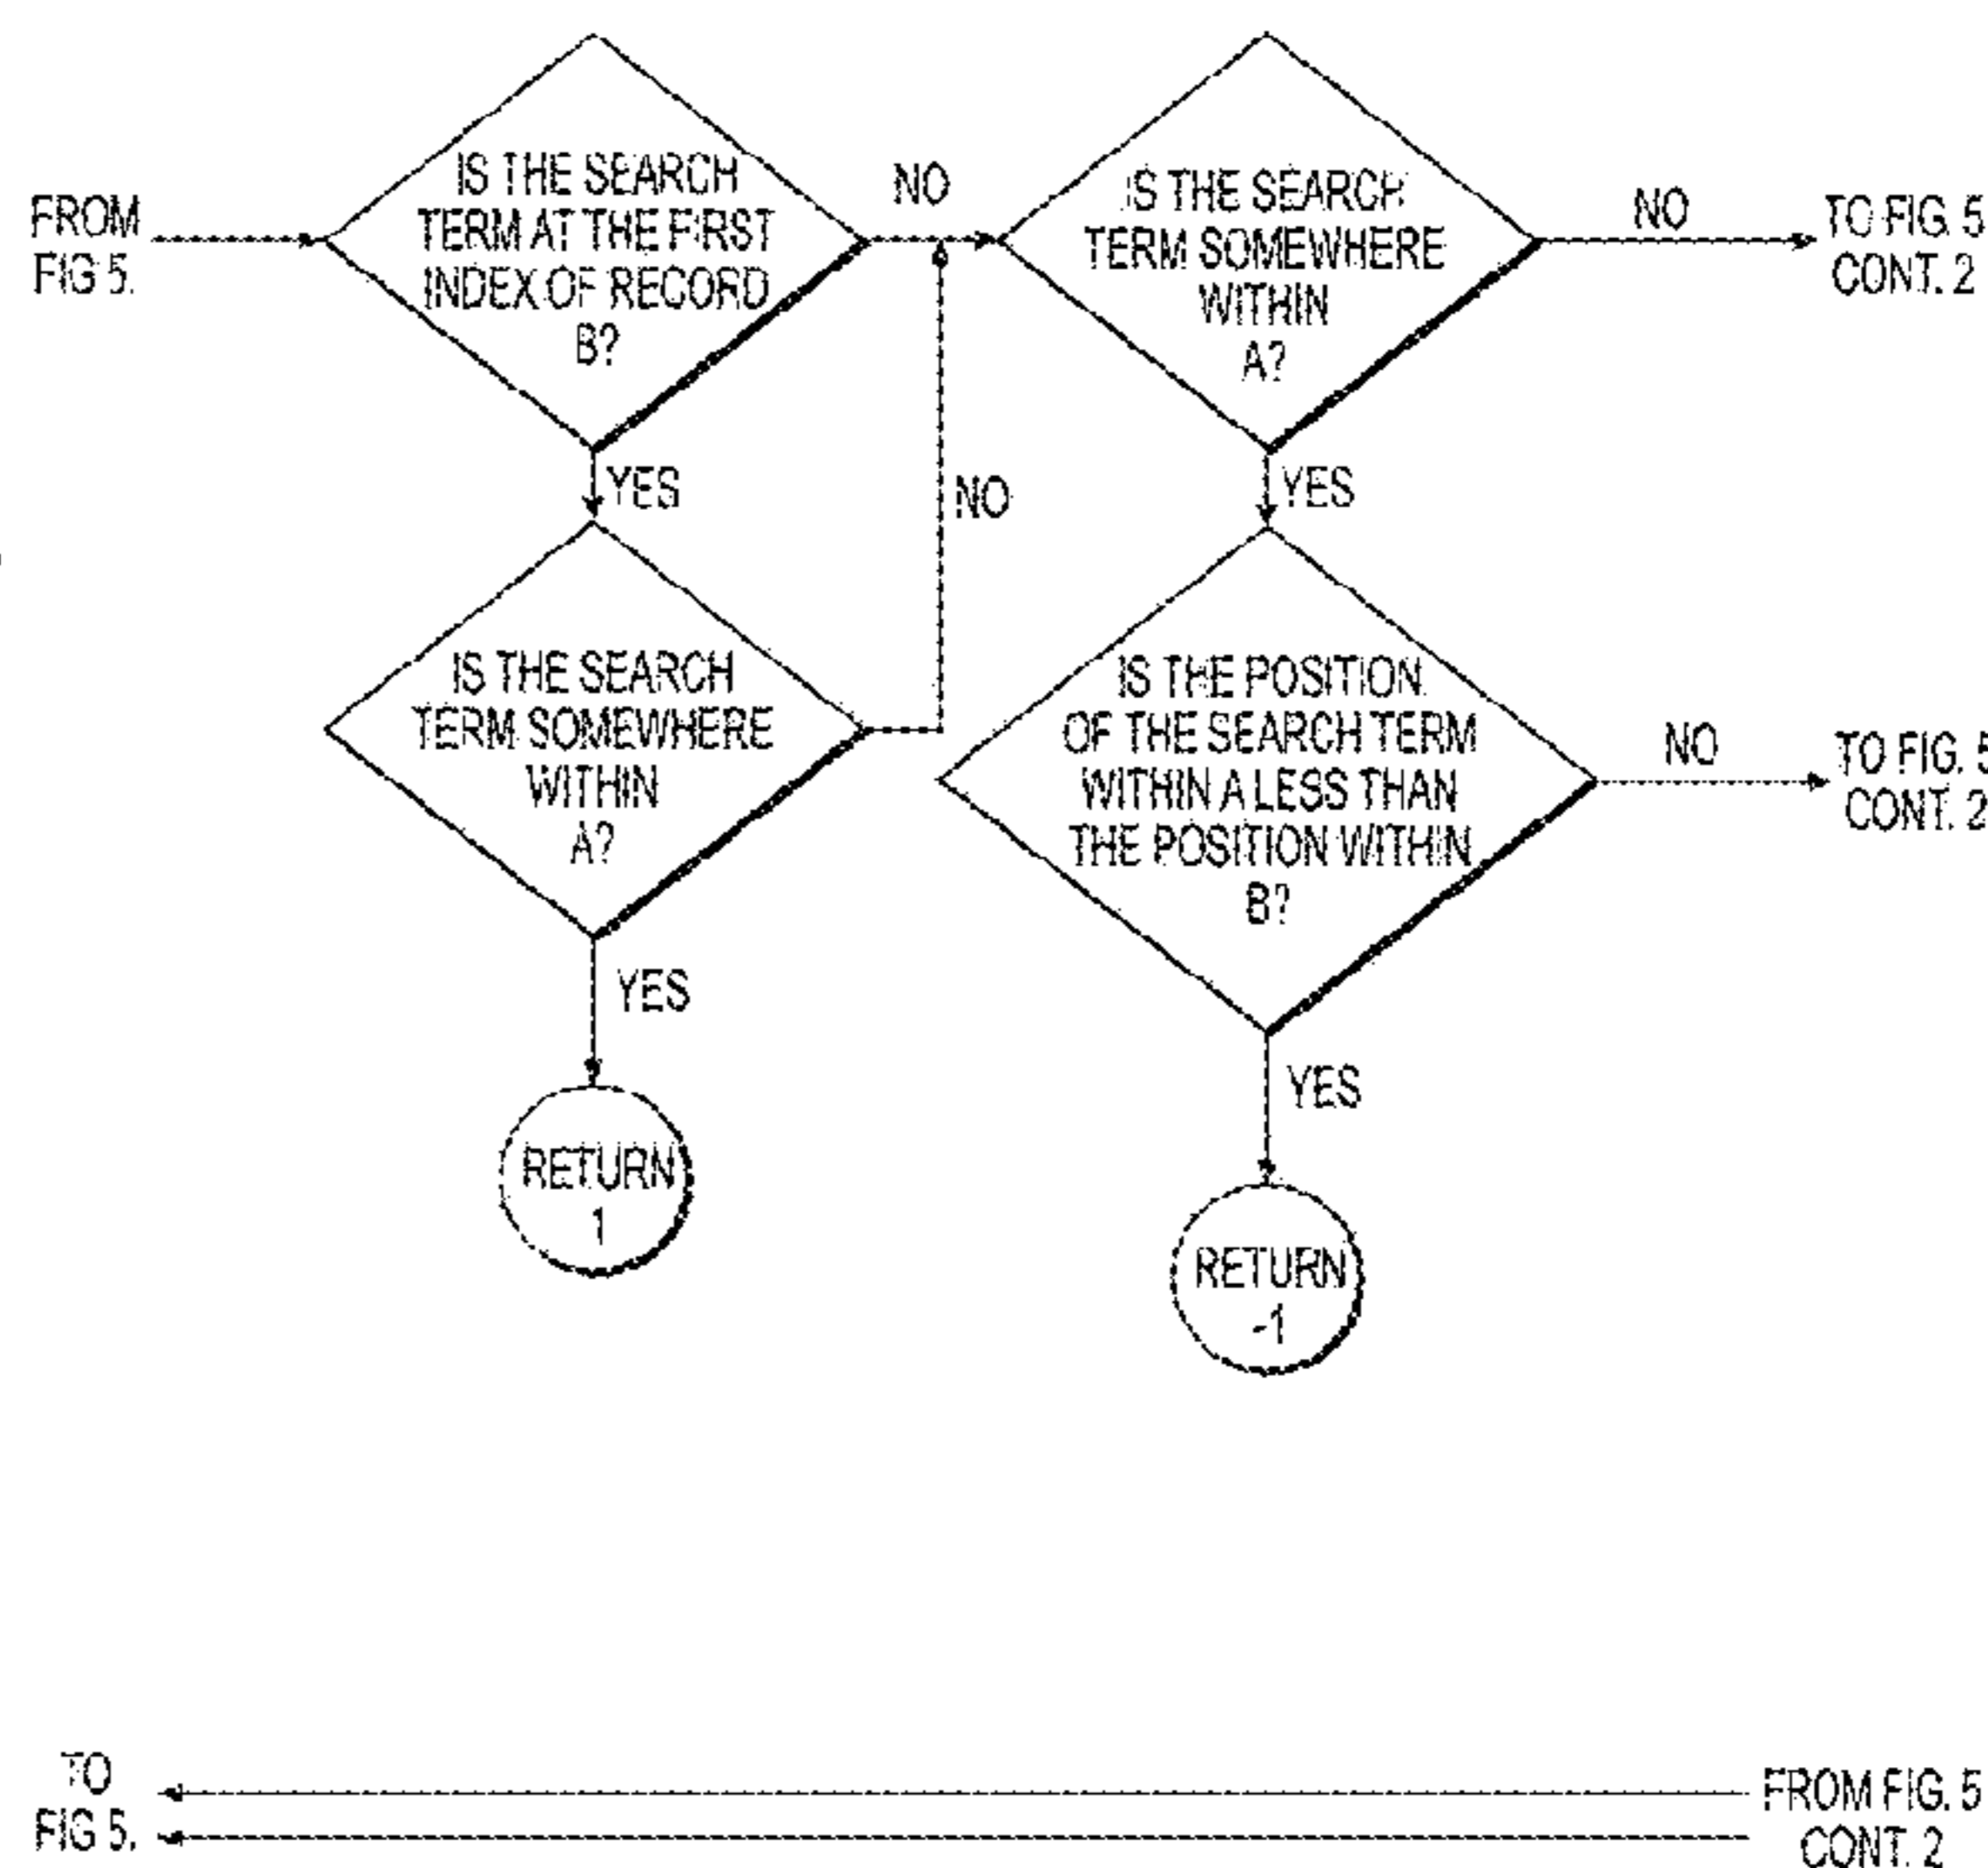 FROM
FIG 5.
IS THE SEARCH
TERM AT THE FIRST
INDEX OF RECORD
B?
NO
IS THE SEARCH
TERM SOMEWHERE
WITHIN
A?
NO
TO FIG. 5
CONT. 2
YES
NO
YES
IS THE SEARCH
TERM SOMEWHERE
WITHIN
A?
IS THE POSITION
OF THE SEARCH TERM
WITHIN A LESS THAN
THE POSITION WITHIN
B?
NO
TO FIG. 5
CONT. 2
YES
YES
RETURN
1
RETURN
-1
TO
FIG 5.
FROM FIG. 5
CONT. 2